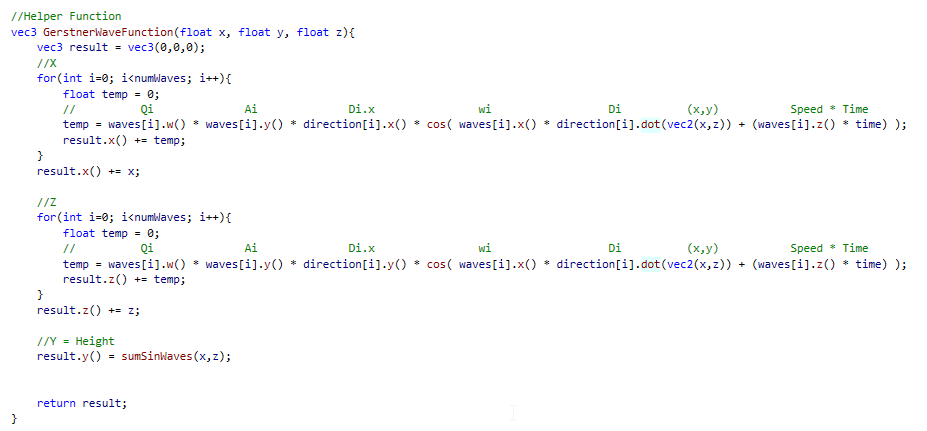 //Helper Function
vec3 GerstnerWaveFunction(float x, float y, float z){
    vec3 result = vec3(0,0,0);
    //X
    for(int i=0; i<numWaves; i++){
        float temp = 0;
        //          Qi              Ai              Di.x                wi                  Di          (x,y)           Speed * Time
        temp = waves[i].w() * waves[i].y() * direction[i].x() * cos( waves[i].x() * direction[i].dot(vec2(x,z)) + (waves[i].z() * time) );
        result.x() += temp;
    }
    result.x() += x;

    //Z
    for(int i=0; i<numWaves; i++){
        float temp = 0;
        //          Qi              Ai              Di.x                wi                  Di          (x,y)           Speed * Time
        temp = waves[i].w() * waves[i].y() * direction[i].y() * cos( waves[i].x() * direction[i].dot(vec2(x,z)) + (waves[i].z() * time) );
        result.z() += temp;
    }
    result.z() += z;

    //Y = Height
    result.y() = sumSinWaves(x,z);


    return result;
}